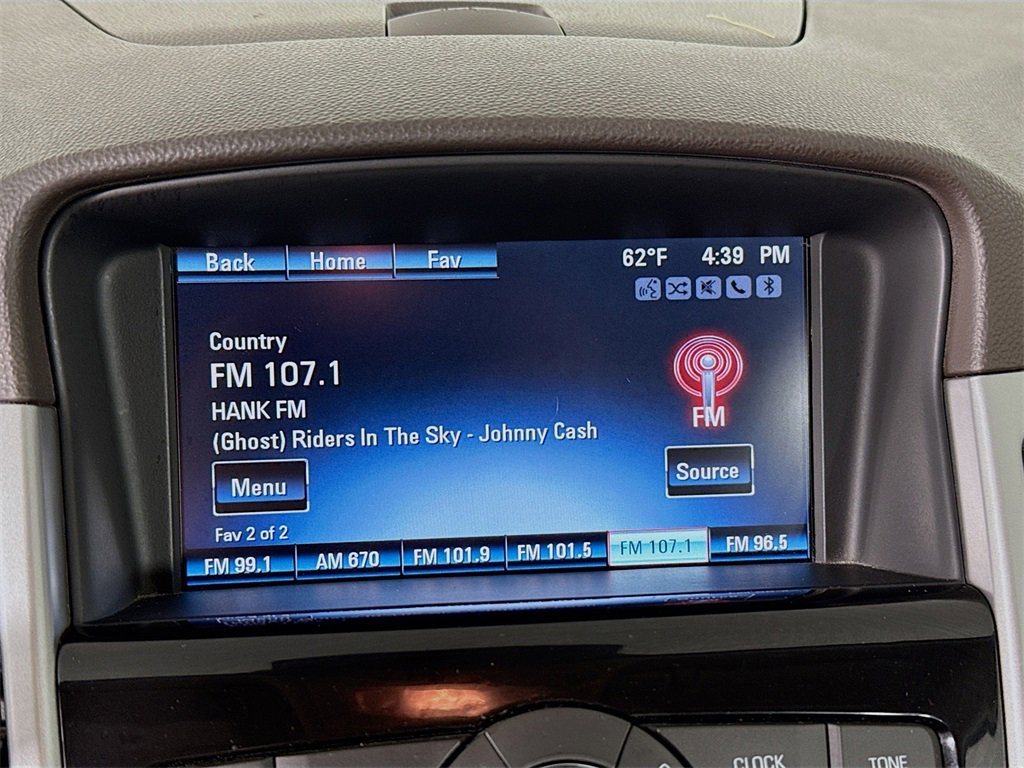 Back Home Fav 62°F 4:39 PM
Country
FM 107.1
HANK FM
(Ghost) Riders In The Sky - Johnny Cash
FM
Menu
Source
Fav 2 of 2
FM 99.1 AM 670 FM 101.9 FM 101.5 FM 107.1 FM 96.5
CLOCK TONE